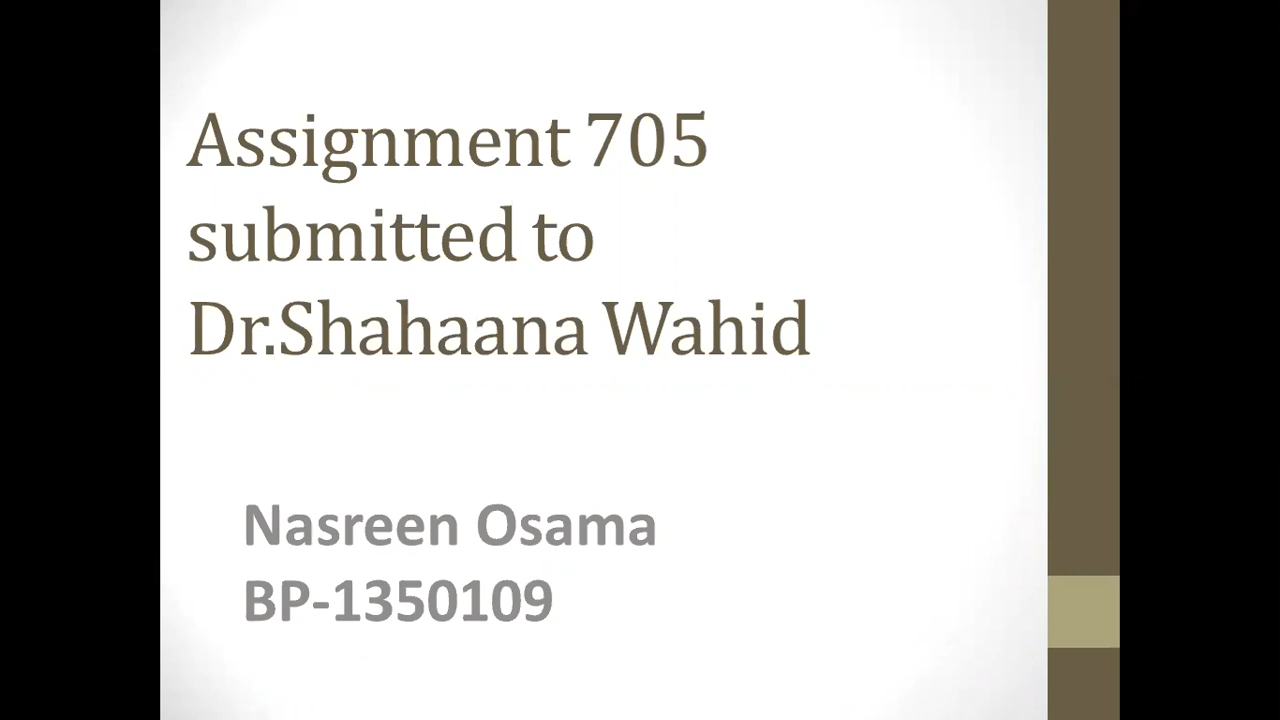 Assignment 705
submitted to
Dr.Shahaana Wahid
Nasreen Osama
BP-1350109